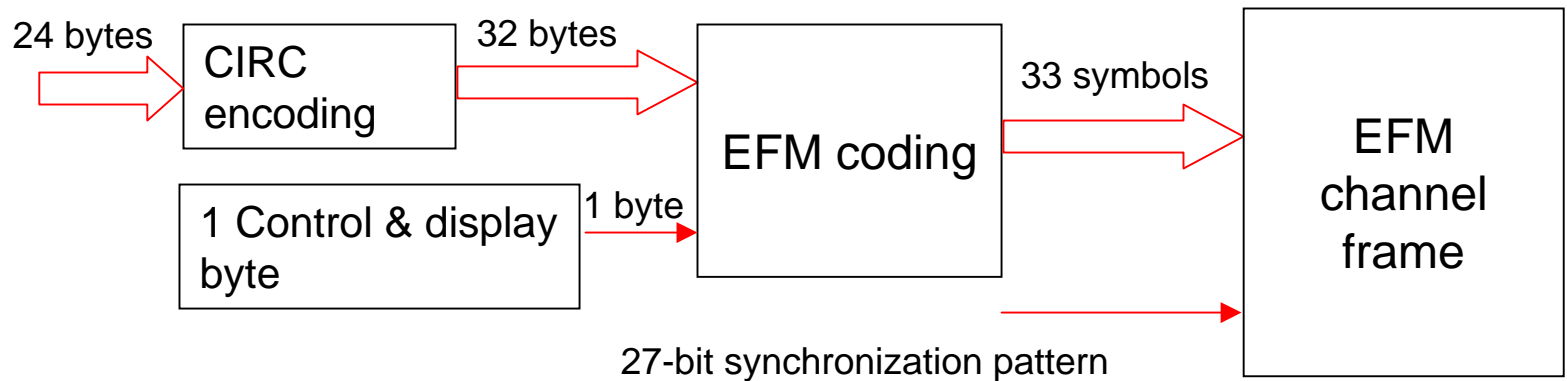 24 bytes
CIRC
encoding
32 bytes
1 Control & display
byte
1 byte
EFM coding
33 symbols
27-bit synchronization pattern
EFM
channel
frame